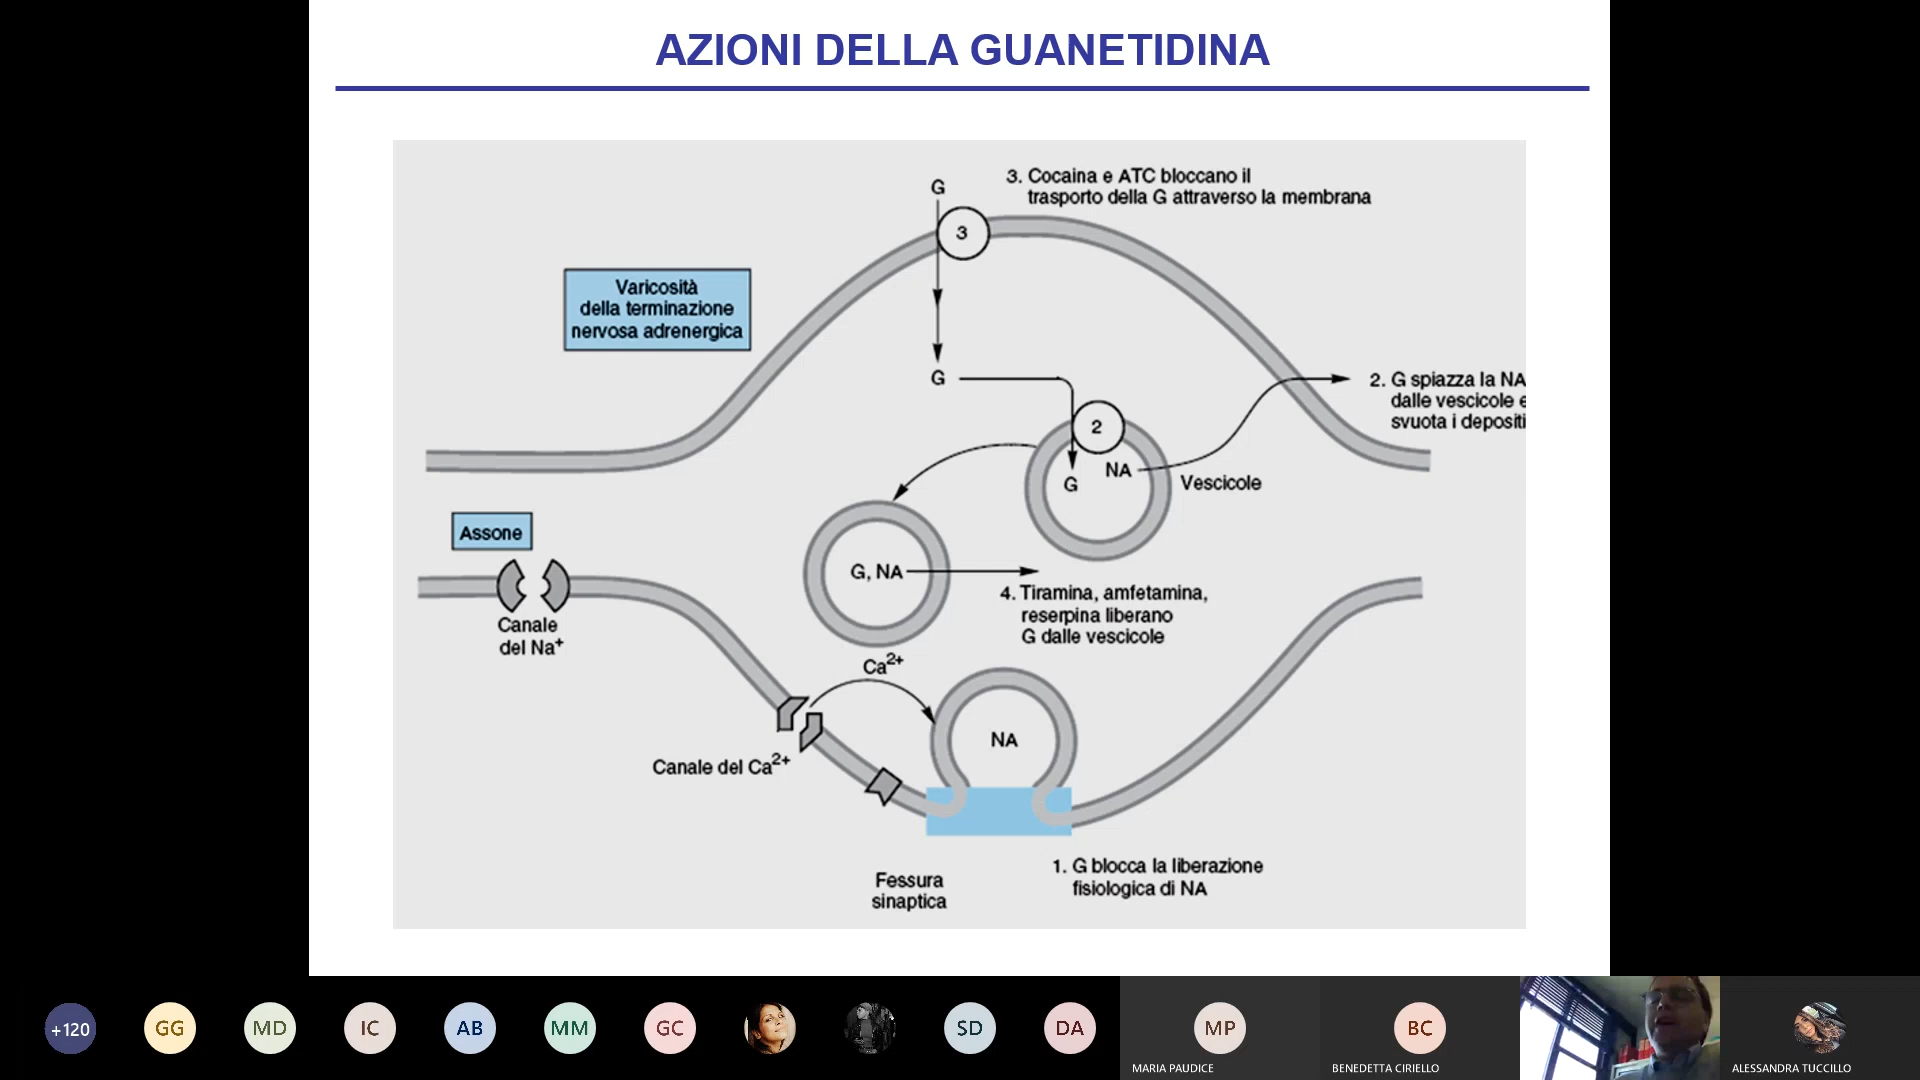 AZIONI DELLA GUANETIDINA
G
3. Cocaina e ATC bloccano il
trasporto della G attraverso la membrana
3
Varicosità
della terminazione
nervosa adrenergica
G
2. G spiazza la NA
dalle vescicole e
svuota i depositi
2
NA
G
Vescicole
Assone
G, NA
4. Tiramina, amfetamina,
reserpina liberano
G dalle vescicole
Canale
del Na+
Ca2+
NA
Canale del Ca2+
1. G blocca la liberazione
fisiologica di NA
Fessura
sinaptica
+120
GG
MD
IC
AB
MM
GC
SD
DA
MP
BC
MARIA PAUDICE
BENEDETTA CIRIELLO
ALESSANDRA TUCCILLO